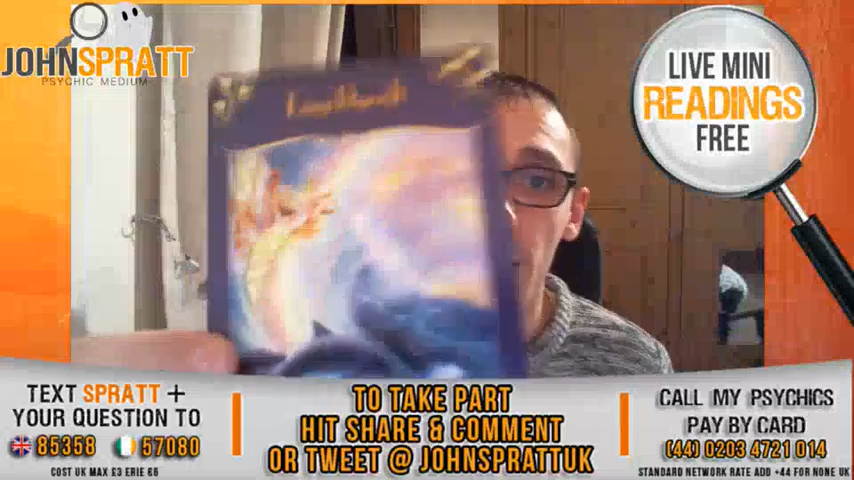 JOHNSPRATT
PSYCHIC MEDIUM
LIVE MINI
READINGS
FREE
TEXT SPRATT +
YOUR QUESTION TO
85358 57080
COST UK MAX £3 EIRE €5
TO TAKE PART
HIT SHARE & COMMENT
OR TWEET @ JOHNSPRATTUK
CALL MY PSYCHICS
PAY BY CARD
(44) 0203 4721 014
STANDARD NETWORK RATE ADD +44 FOR NONE UK